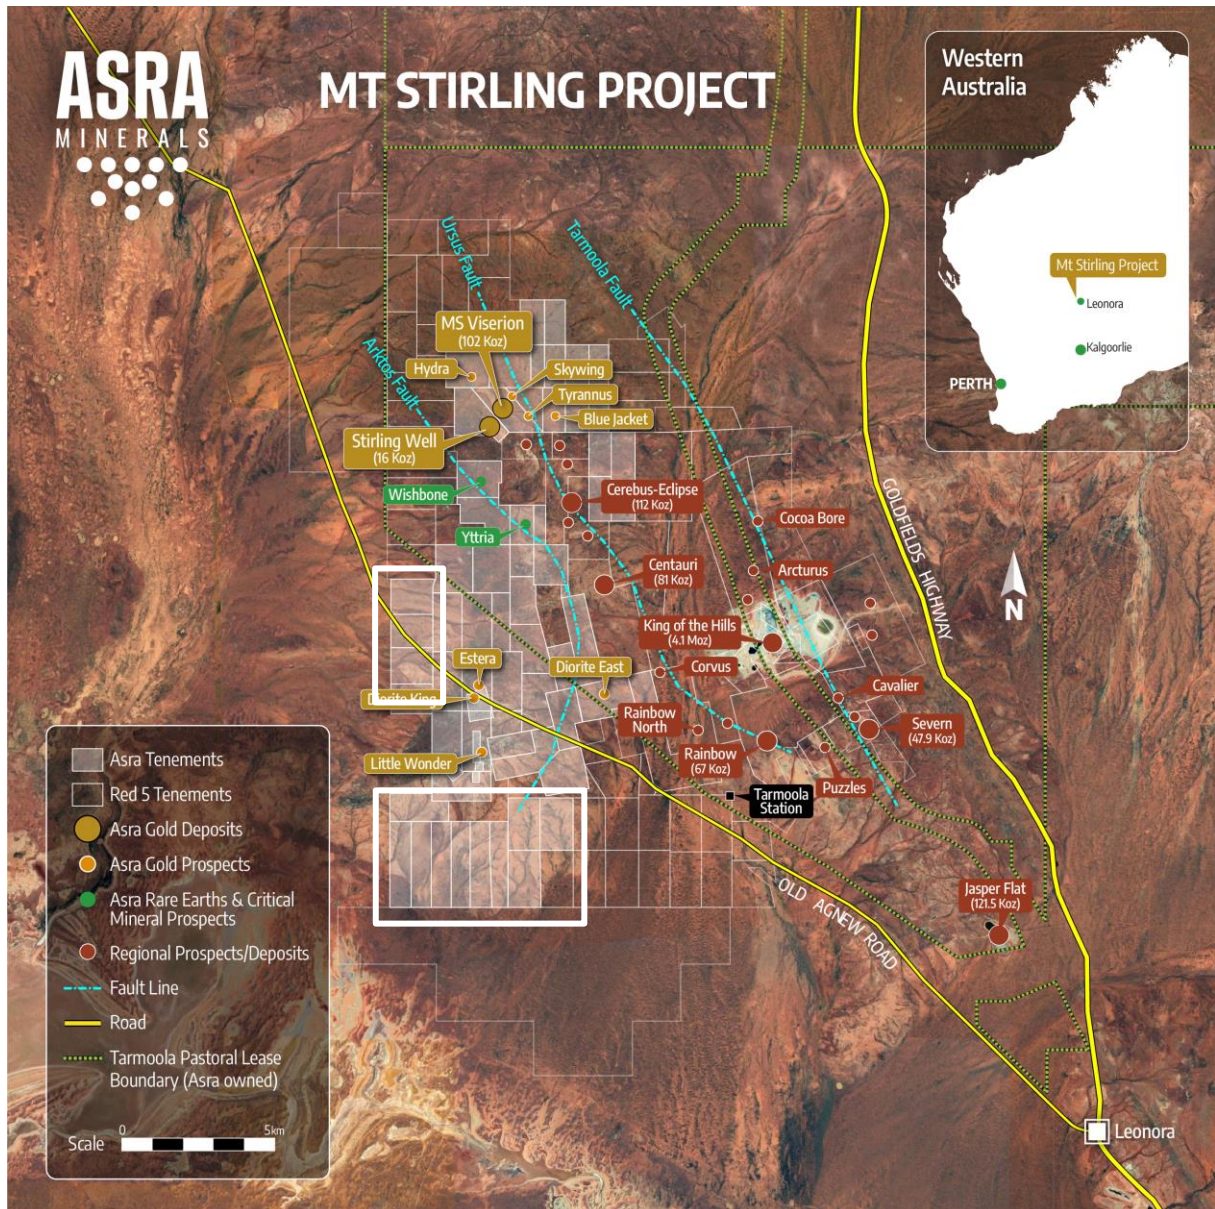 ASRA
MINERALS
MT STIRLING PROJECT
Western
Australia
Mt Stirling Project
Leonora
Kalgoorlie
PERTH
Ursus Fault
Tarmoola Fault
Arktos Fault
MS Viserion
(102 Koz)
Hydra
Skywing
Tyrannus
Blue Jacket
Stirling Well
(16 Koz)
Wishbone
Yttria
Cerebus-Eclipse
(112 Koz)
Cocoa Bore
GOLDFIELDS HIGHWAY
Centauri
(81 Koz)
Arcturus
N
King of the Hills
(4.1 Moz)
Estera
Diorite East
Corvus
Diorite King
Cavalier
Rainbow
North
Severn
(47.9 Koz)
Rainbow
(67 Koz)
Little Wonder
Puzzles
Tarmoola
Station
OLD AGNEW ROAD
Jasper Flat
(121.5 Koz)
Asra Tenements
Red 5 Tenements
Asra Gold Deposits
Asra Gold Prospects
Asra Rare Earths & Critical
Mineral Prospects
Regional Prospects/Deposits
Fault Line
Road
Tarmoola Pastoral Lease
Boundary (Asra owned)
Scale 0 5km
Leonora